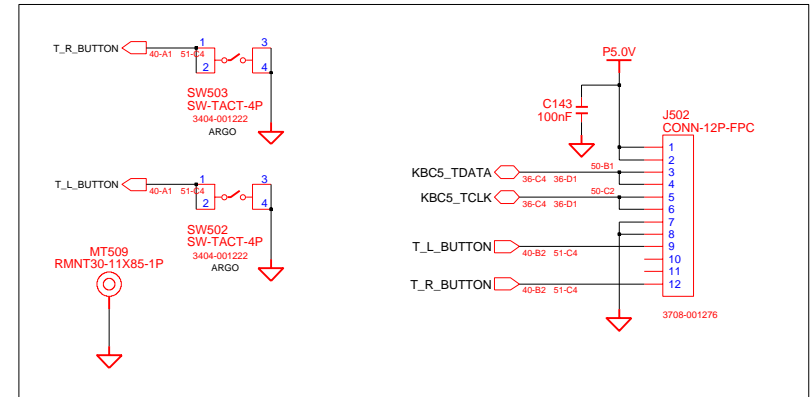 T_R_BUTTON
40-A1 51-C4
1
2
3
4
SW503
SW-TACT-4P
3404-001222
ARGO
T_L_BUTTON
40-A1 51-C4
1
2
3
4
SW502
SW-TACT-4P
3404-001222
ARGO
MT509
RMNT30-11X85-1P
P5.0V
C143
100nF
J502
CONN-12P-FPC
KBC5_TDATA
36-C4 36-D1
50-B1
KBC5_TCLK
36-C4 36-D1
50-C2
T_L_BUTTON
40-B2 51-C4
T_R_BUTTON
40-B2 51-C4
1
2
3
4
5
6
7
8
9
10
11
12
3708-001276